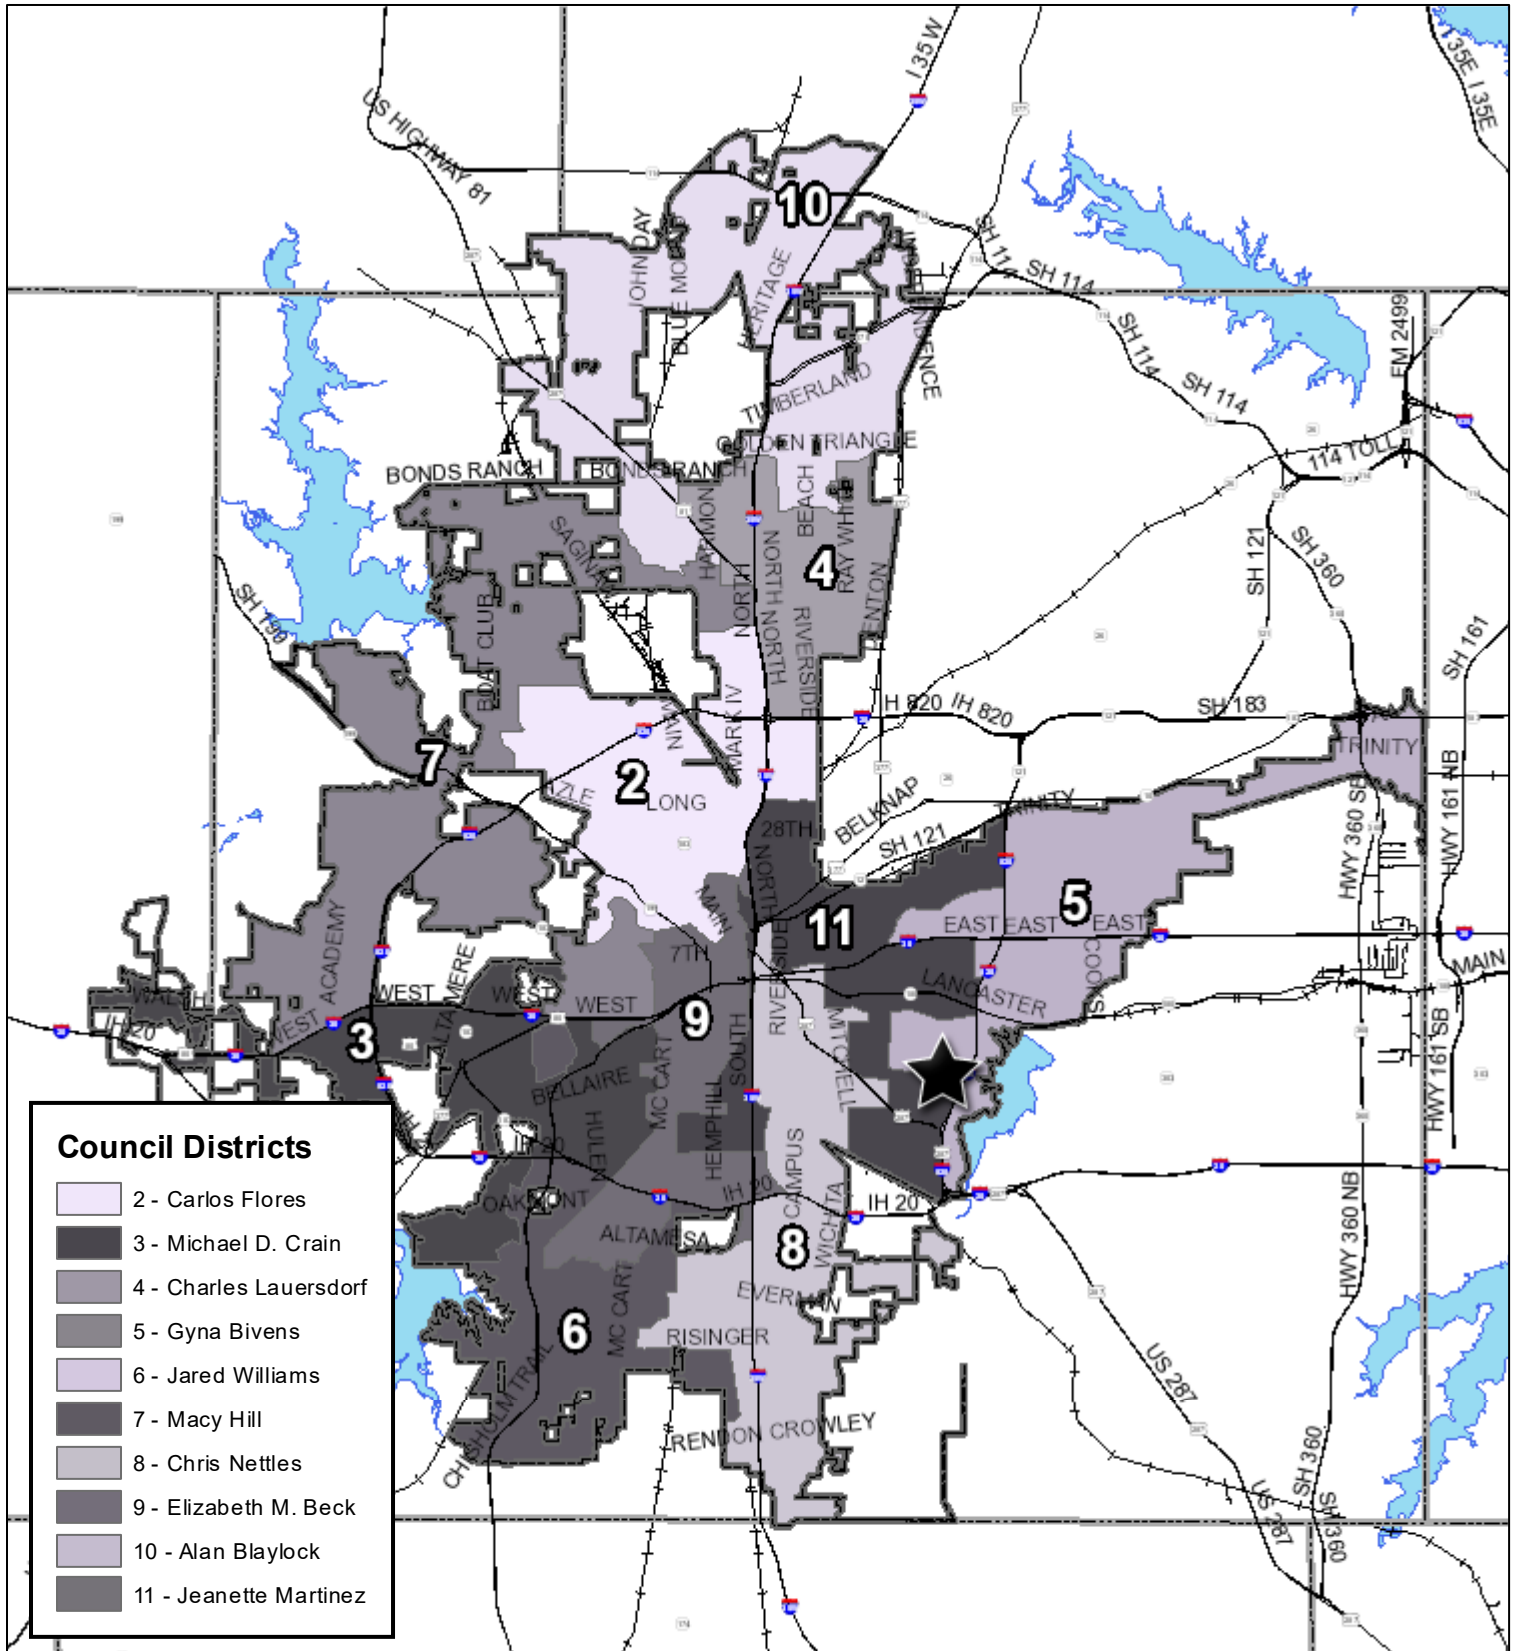 I 35W
I 35E
I 35E
US HIGHWAY 81
10
JOHN DAY
HERITAGE
SH 114
SH 114
SH 114
FM 2499
TIMBERLAND
GOLDEN TRIANGLE
BONDS RANCH
BONDS RANCH
114 TOLL
HARMON
BEACH
SAGINAW
4
SH 121
SH 360
SH 199
BOAT CLUB
NORTH
NORTH
NORTH
RIVERSIDE
DENTON
SH 161
MARK IV
IH 820
IH 820
SH 183
TRINITY
7
2
AZLE
LONG
BELKNAP
TRINITY
28TH
SH 121
HWY 360 SB
HWY 161 NB
MAIN
NORTH
11
5
EAST
EAST
EAST
ACADEMY
7TH
RIVERSIDE
LANCASTER
COOKS
MAIN
WALSH
WEST
WEST
WEST
WEST
ALTAMERE
IH 20
3
9
SOUTH
MITCHELL
MC CART
BELLAIRE
HWY 161 SB
HULEN
HEMPHILL
IH 20
OAKMONT
IH 20
CAMPUS
IH 20
HWY 360 NB
ALTAMESA
8
WICHITA
EVERMAN
6
MC CART
RISINGER
CHISHOLM TRAIL
US 287
RENDON CROWLEY
SH 360
US 287
SH 360
Council Districts
2 - Carlos Flores
3 - Michael D. Crain
4 - Charles Lauersdorf
5 - Gyna Bivens
6 - Jared Williams
7 - Macy Hill
8 - Chris Nettles
9 - Elizabeth M. Beck
10 - Alan Blaylock
11 - Jeanette Martinez